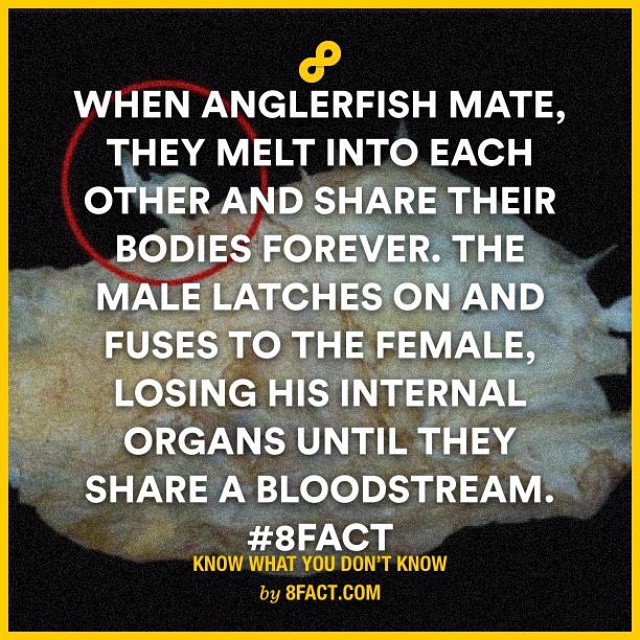 WHEN ANGLERFISH MATE,
THEY MELT INTO EACH
OTHER AND SHARE THEIR
BODIES FOREVER. THE
MALE LATCHES ON AND
FUSES TO THE FEMALE,
LOSING HIS INTERNAL
ORGANS UNTIL THEY
SHARE A BLOODSTREAM.
#8FACT
KNOW WHAT YOU DON'T KNOW
by 8FACT.COM